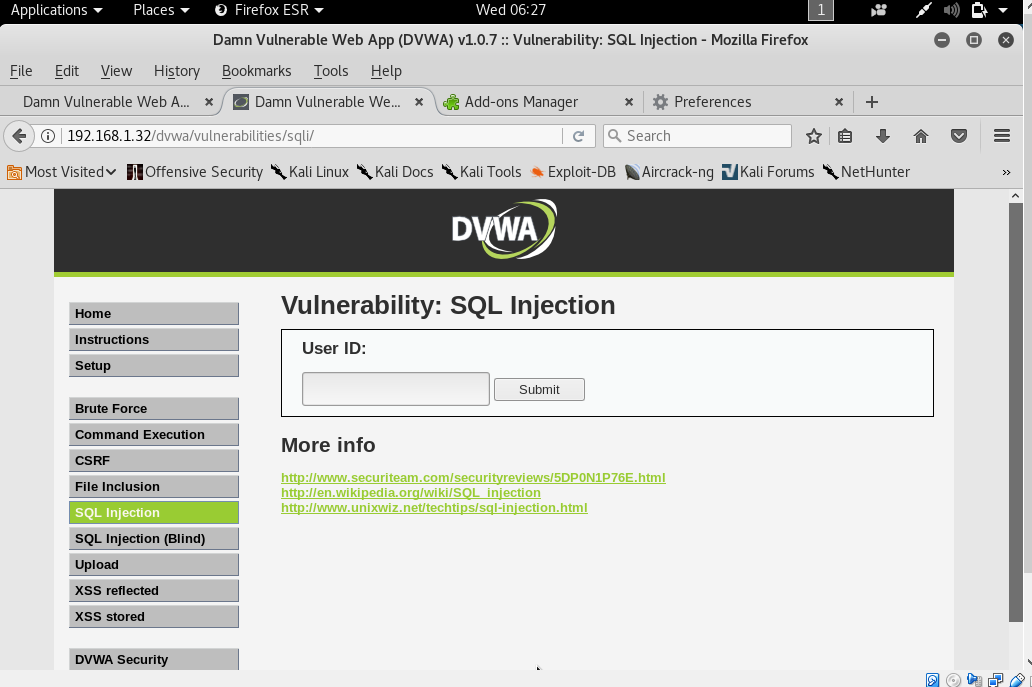 Applications Places Firefox ESR Wed 06:27 1
Damn Vulnerable Web App (DVWA) v1.0.7 :: Vulnerability: SQL Injection - Mozilla Firefox
File Edit View History Bookmarks Tools Help
Damn Vulnerable Web A... Damn Vulnerable We... Add-ons Manager Preferences
192.168.1.32/dvwa/vulnerabilities/sqli/ Search
Most Visited Offensive Security Kali Linux Kali Docs Kali Tools Exploit-DB Aircrack-ng Kali Forums NetHunter »
DVWA
Home
Instructions
Setup
Brute Force
Command Execution
CSRF
File Inclusion
SQL Injection
SQL Injection (Blind)
Upload
XSS reflected
XSS stored
DVWA Security
Vulnerability: SQL Injection
User ID:
Submit
More info
http://www.securiteam.com/securityreviews/5DP0N1P76E.html
http://en.wikipedia.org/wiki/SQL_injection
http://www.unixwiz.net/techtips/sql-injection.html